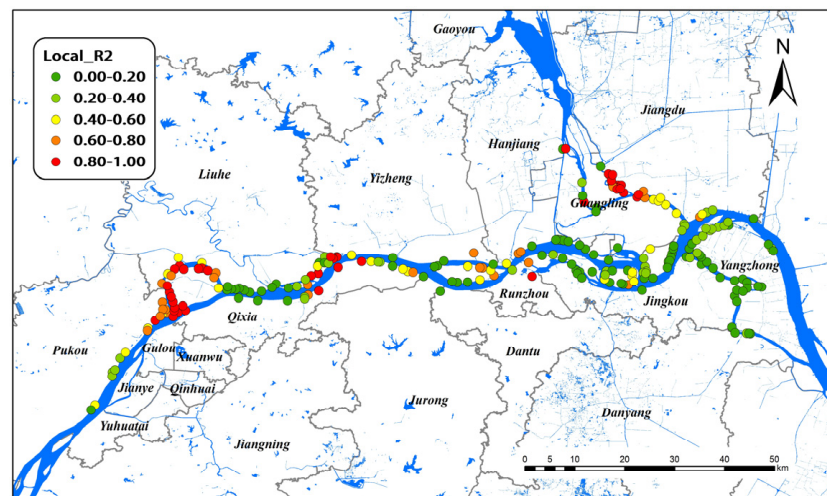 Gaoyou
N
Local_R2
0.00-0.20
0.20-0.40
0.40-0.60
0.60-0.80
0.80-1.00
Jiangdu
Hanjiang
Liuhe
Yizheng
Guangling
Yangzhong
Runzhou
Jingkou
Qixia
Pukou
Gulou
Xuanwu
Dantu
Jianye
Qinhuai
Jurong
Danyang
Yuhuatai
Jiangning
0 5 10 20 30 40 50
km